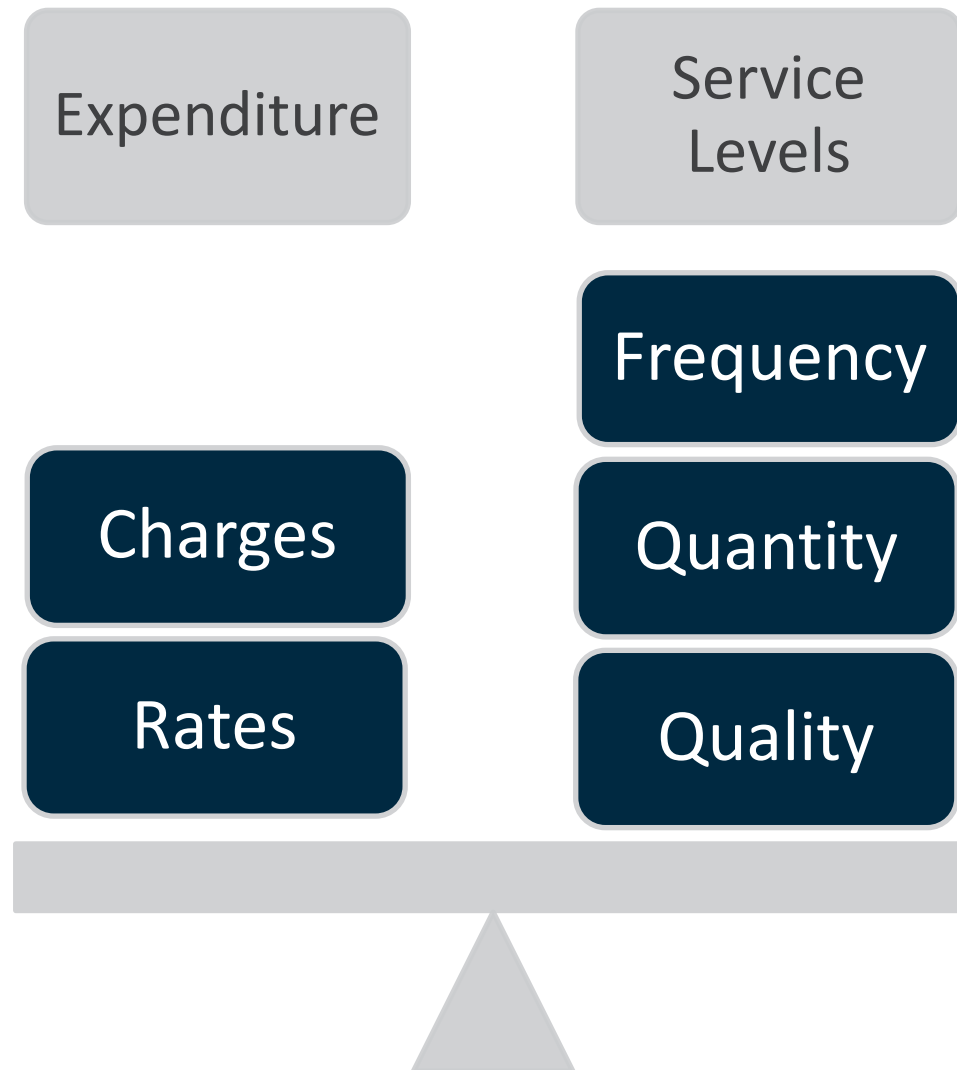 Expenditure
Service
Levels
Frequency
Charges
Quantity
Rates
Quality